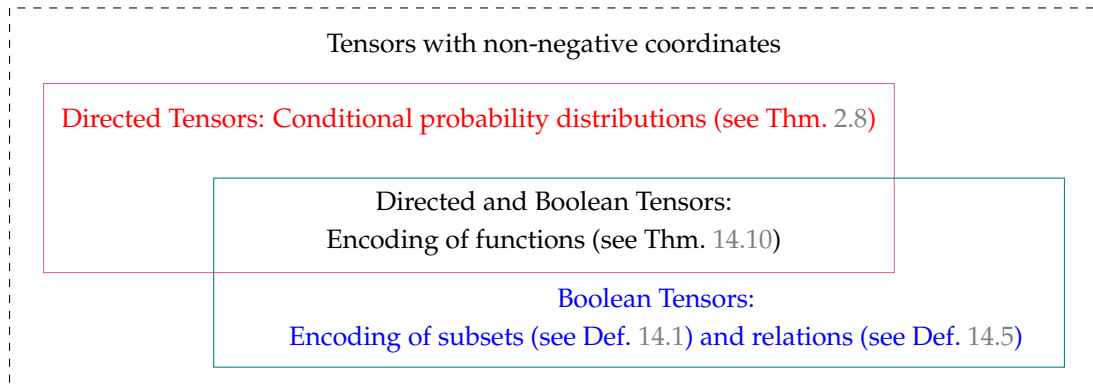 Tensors with non-negative coordinates
Directed Tensors: Conditional probability distributions (see Thm. 2.8)
Directed and Boolean Tensors:
Encoding of functions (see Thm. 14.10)
Boolean Tensors:
Encoding of subsets (see Def. 14.1) and relations (see Def. 14.5)